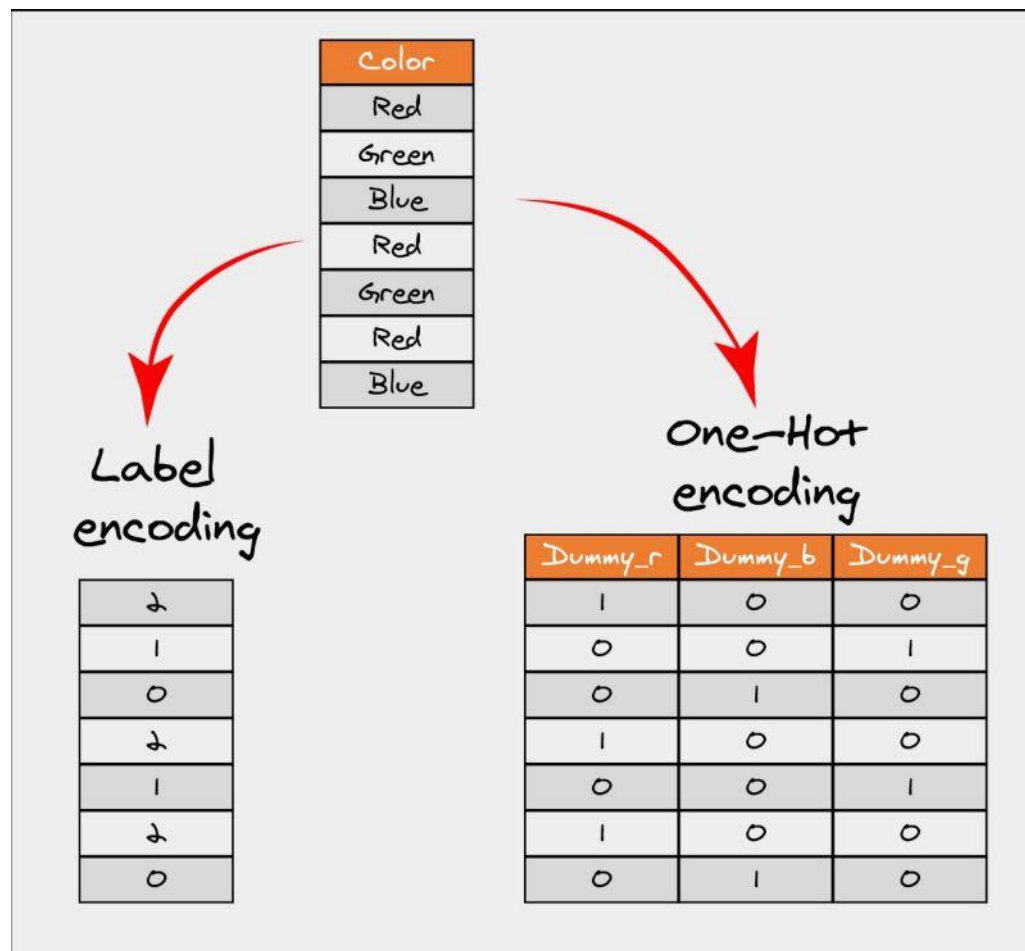 Color
Red
Green
Blue
Red
Green
Red
Blue
Label
encoding
One-Hot
encoding
2
1
0
2
1
2
0
Dummy_r Dummy_b Dummy_g
1 0 0
0 0 1
0 1 0
1 0 0
0 0 1
1 0 0
0 1 0